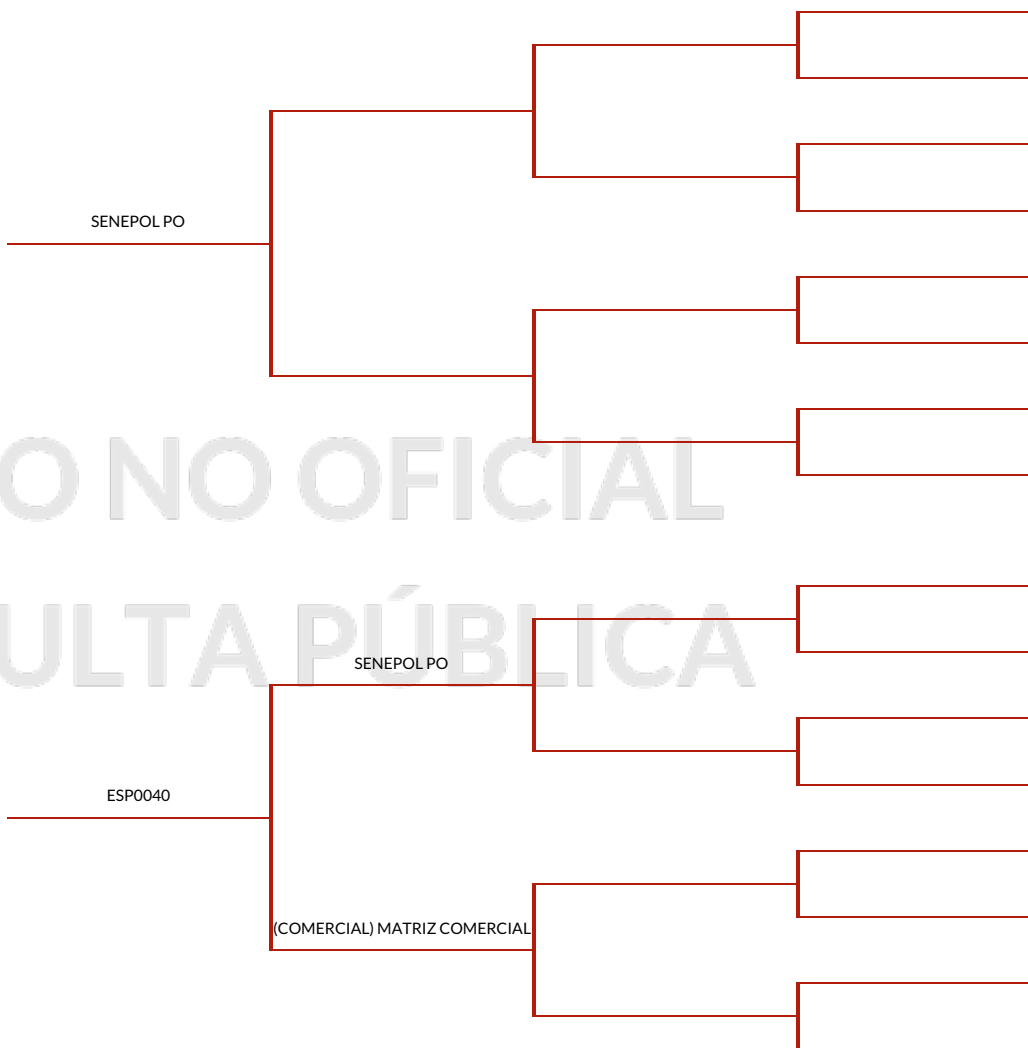 SENEPOL PO
O NO OFICIAL
ULTA PÚBLICA
SENEPOL PO
ESP0040
(COMERCIAL) MATRIZ COMERCIAL